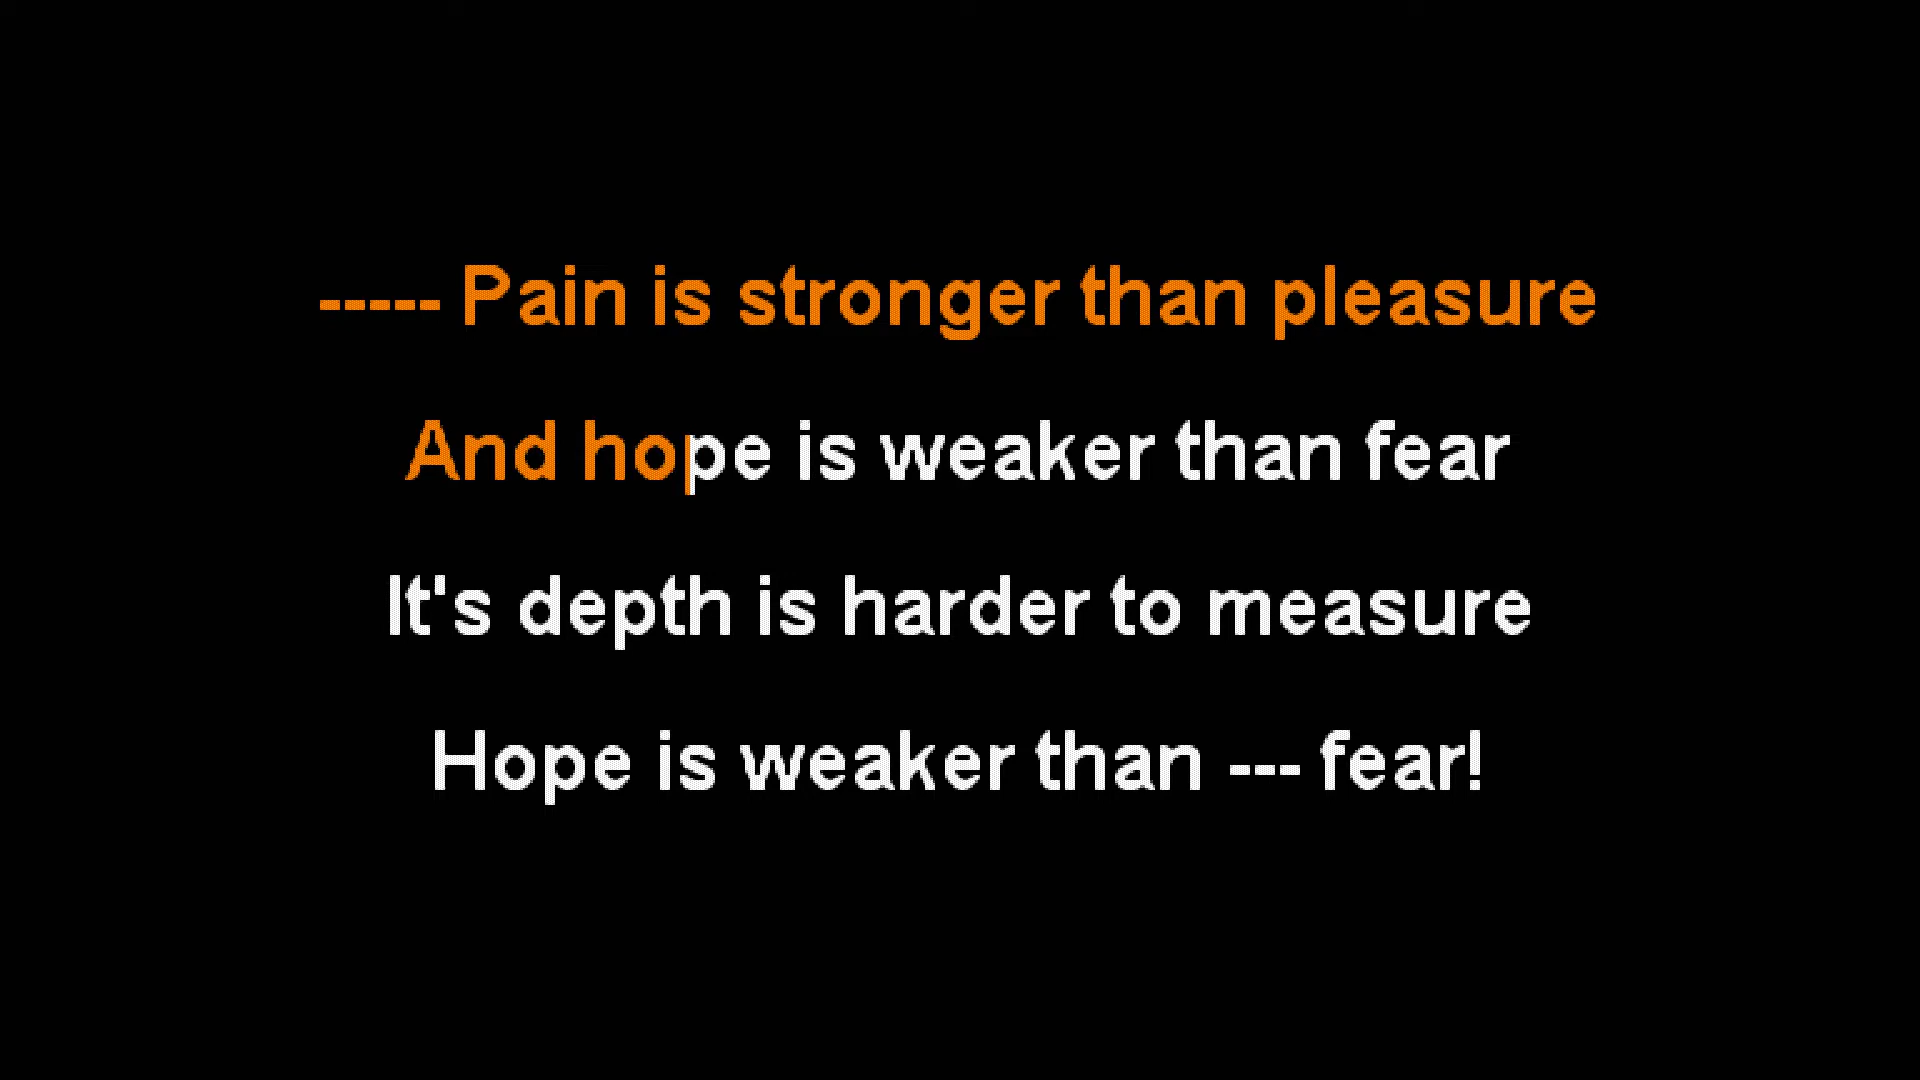 ----- Pain is stronger than pleasure
And hope is weaker than fear
It's depth is harder to measure
Hope is weaker than --- fear!